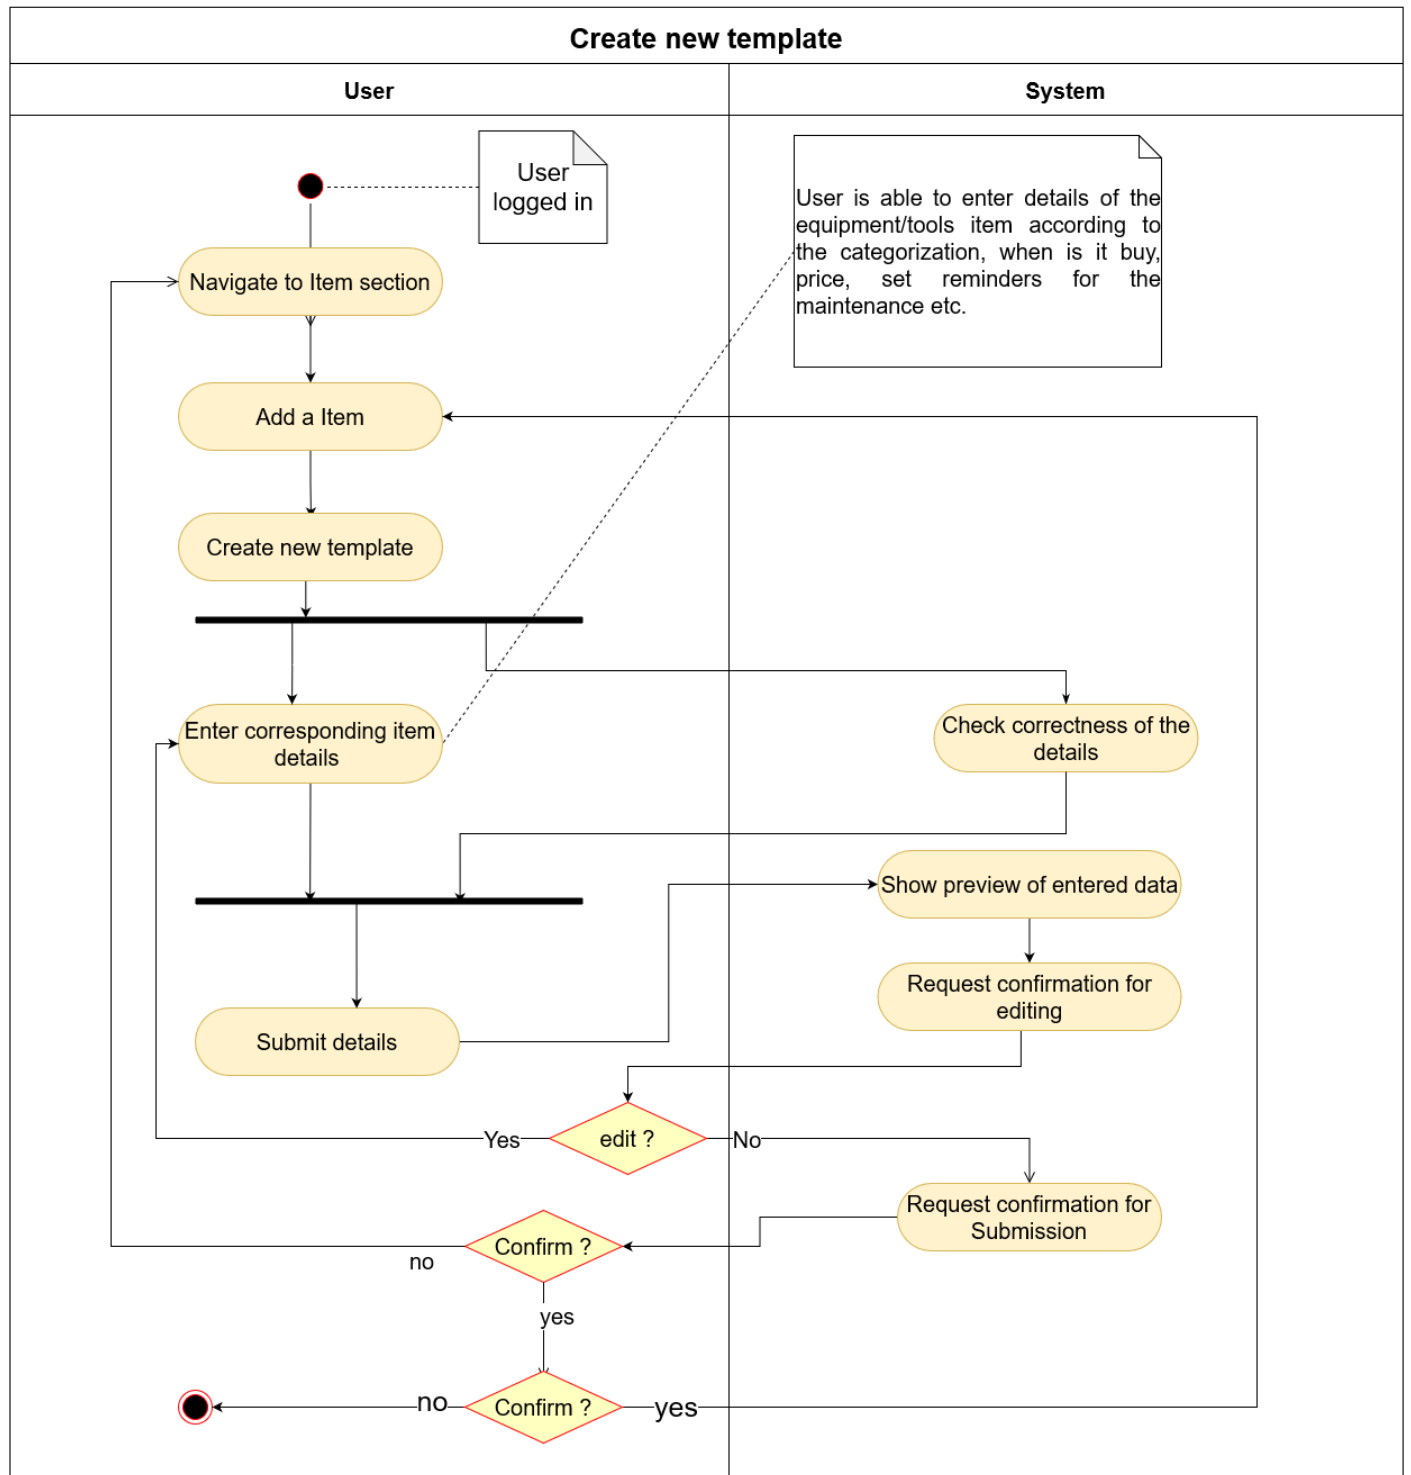 Create new template
User
System
User
logged in
User is able to enter details of the
equipment/tools item according to
the categorization, when is it buy,
price, set reminders for the
maintenance etc.
Navigate to Item section
Add a Item
Create new template
Enter corresponding item
details
Check correctness of the
details
Show preview of entered data
Request confirmation for
editing
Submit details
edit ?
Yes
No
Request confirmation for
Submission
Confirm ?
no
yes
Confirm ?
no
yes